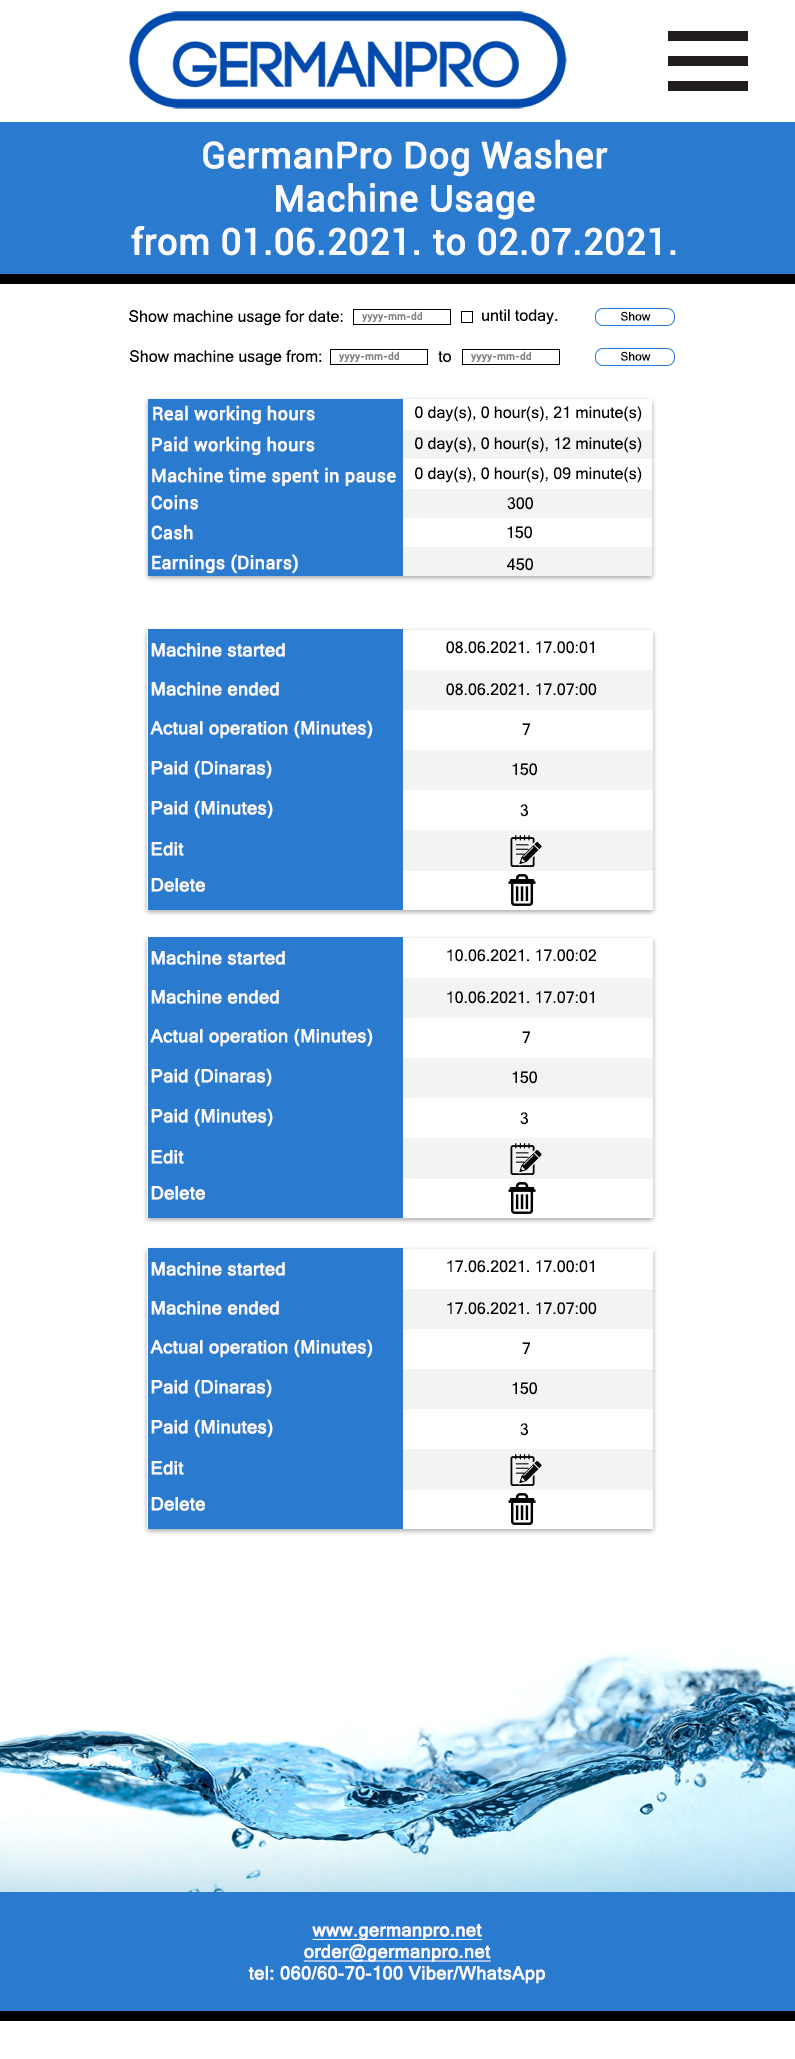 GERMANPRO
GermanPro Dog Washer
Machine Usage
from 01.06.2021. to 02.07.2021.
Show machine usage for date: yyyy-mm-dd until today. Show
Show machine usage from: yyyy-mm-dd to yyyy-mm-dd Show
Real working hours 0 day(s), 0 hour(s), 21 minute(s)
Paid working hours 0 day(s), 0 hour(s), 12 minute(s)
Machine time spent in pause 0 day(s), 0 hour(s), 09 minute(s)
Coins 300
Cash 150
Earnings (Dinars) 450
Machine started 08.06.2021. 17.00:01
Machine ended 08.06.2021. 17.07:00
Actual operation (Minutes) 7
Paid (Dinaras) 150
Paid (Minutes) 3
Edit
Delete
Machine started 10.06.2021. 17.00:02
Machine ended 10.06.2021. 17.07:01
Actual operation (Minutes) 7
Paid (Dinaras) 150
Paid (Minutes) 3
Edit
Delete
Machine started 17.06.2021. 17.00:01
Machine ended 17.06.2021. 17.07:00
Actual operation (Minutes) 7
Paid (Dinaras) 150
Paid (Minutes) 3
Edit
Delete
www.germanpro.net
order@germanpro.net
tel: 060/60-70-100 Viber/WhatsApp